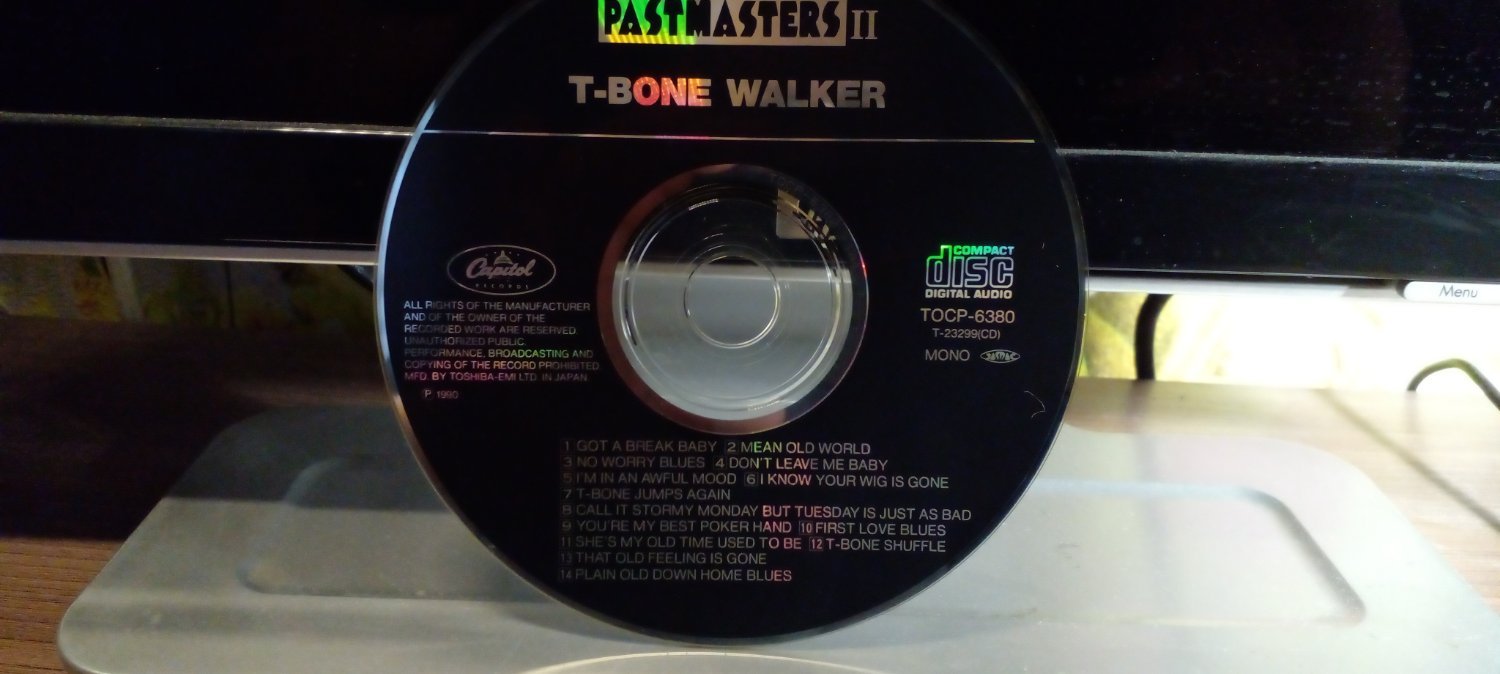 PASTMASTERS II
T-BONE WALKER
Capitol
RECORDS
ALL RIGHTS OF THE MANUFACTURER
AND OF THE OWNER OF THE
RECORDED WORK ARE RESERVED.
UNAUTHORIZED PUBLIC.
PERFORMANCE, BROADCASTING AND
COPYING OF THE RECORD PROHIBITED
MFD. BY TOSHIBA-EMI LTD. IN JAPAN
℗ 1990
COMPACT
disc
DIGITAL AUDIO
TOCP-6380
T-23299(CD)
MONO
Menu
1 GOT A BREAK BABY 2 MEAN OLD WORLD
3 NO WORRY BLUES 4 DON'T LEAVE ME BABY
5 I'M IN AN AWFUL MOOD 6 I KNOW YOUR WIG IS GONE
7 T-BONE JUMPS AGAIN
8 CALL IT STORMY MONDAY BUT TUESDAY IS JUST AS BAD
9 YOU'RE MY BEST POKER HAND 10 FIRST LOVE BLUES
11 SHE'S MY OLD TIME USED TO BE 12 T-BONE SHUFFLE
13 THAT OLD FEELING IS GONE
14 PLAIN OLD DOWN HOME BLUES